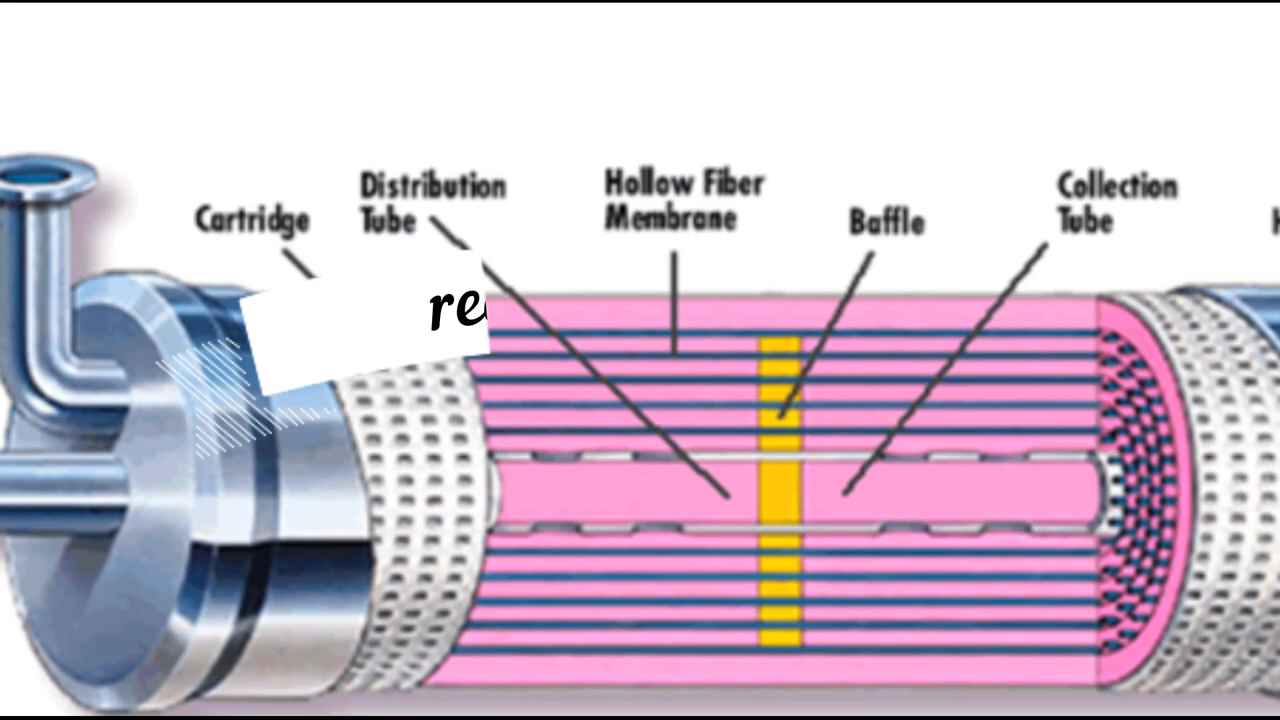 Cartridge
Distribution
Tube
Hollow Fiber
Membrane
Baffle
Collection
Tube